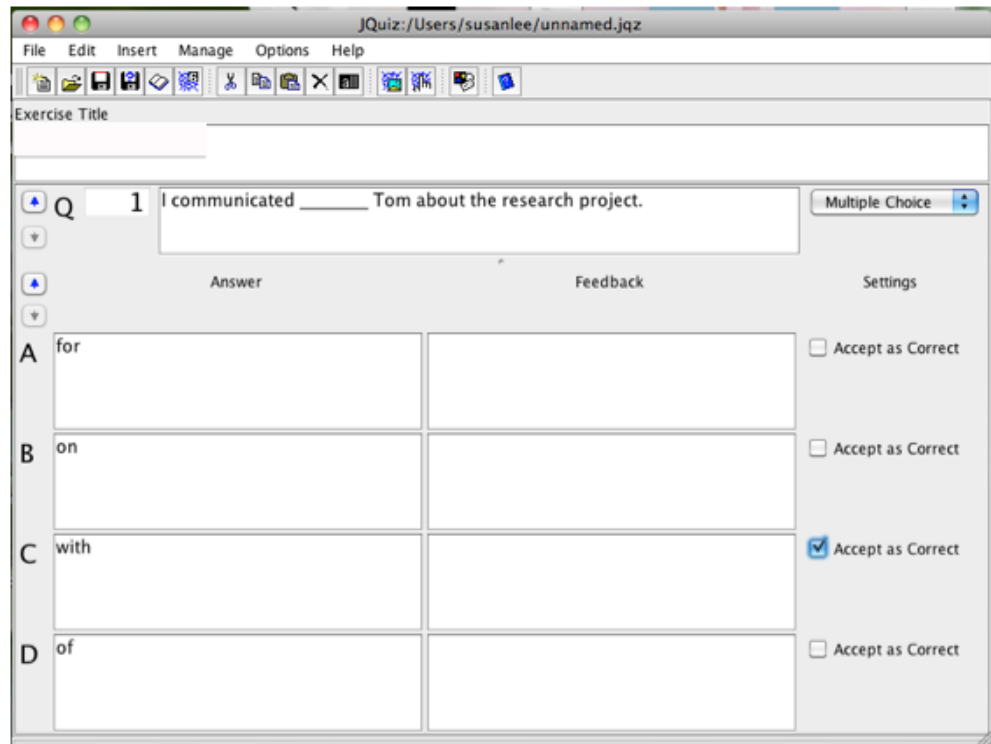 JQuiz:/Users/susanlee/unnamed.jqz
File Edit Insert Manage Options Help
Exercise Title
Q 1 I communicated _______ Tom about the research project. Multiple Choice
Answer Feedback Settings
A for Accept as Correct
B on Accept as Correct
C with Accept as Correct
D of Accept as Correct